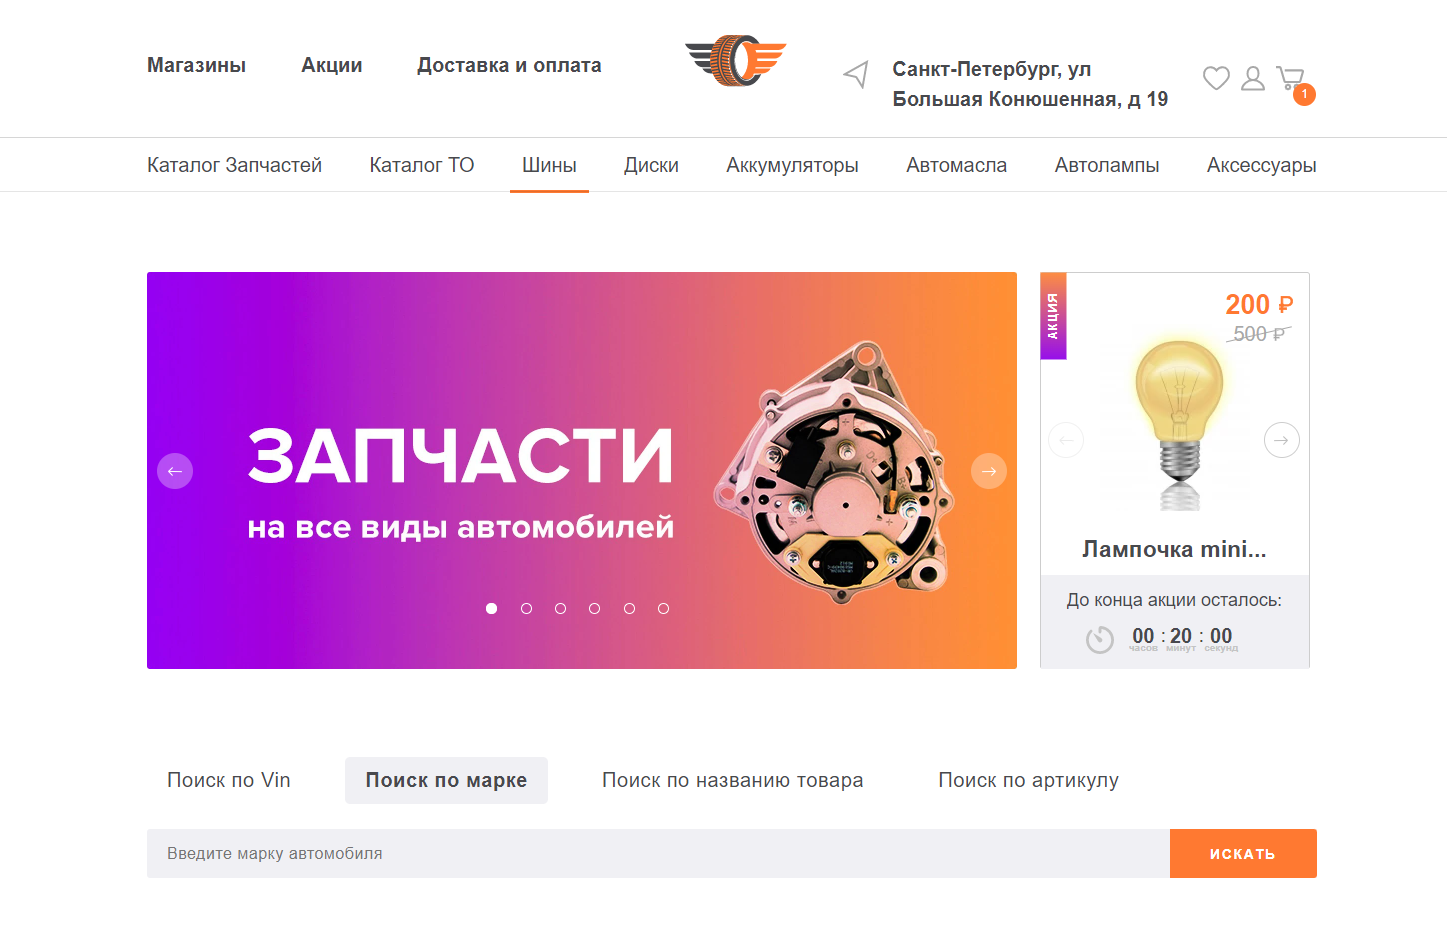 Магазины
Акции
Доставка и оплата
Санкт-Петербург, ул
Большая Конюшенная, д 19
1
Каталог Запчастей
Каталог ТО
Шины
Диски
Аккумуляторы
Автомасла
Автолампы
Аксессуары
ЗАПЧАСТИ
на все виды автомобилей
АКЦИЯ
200 ₽
500 ₽
Лампочка mini...
До конца акции осталось:
00 : 20 : 00
часов минут секунд
Поиск по Vin
Поиск по марке
Поиск по названию товара
Поиск по артикулу
Введите марку автомобиля
ИСКАТЬ